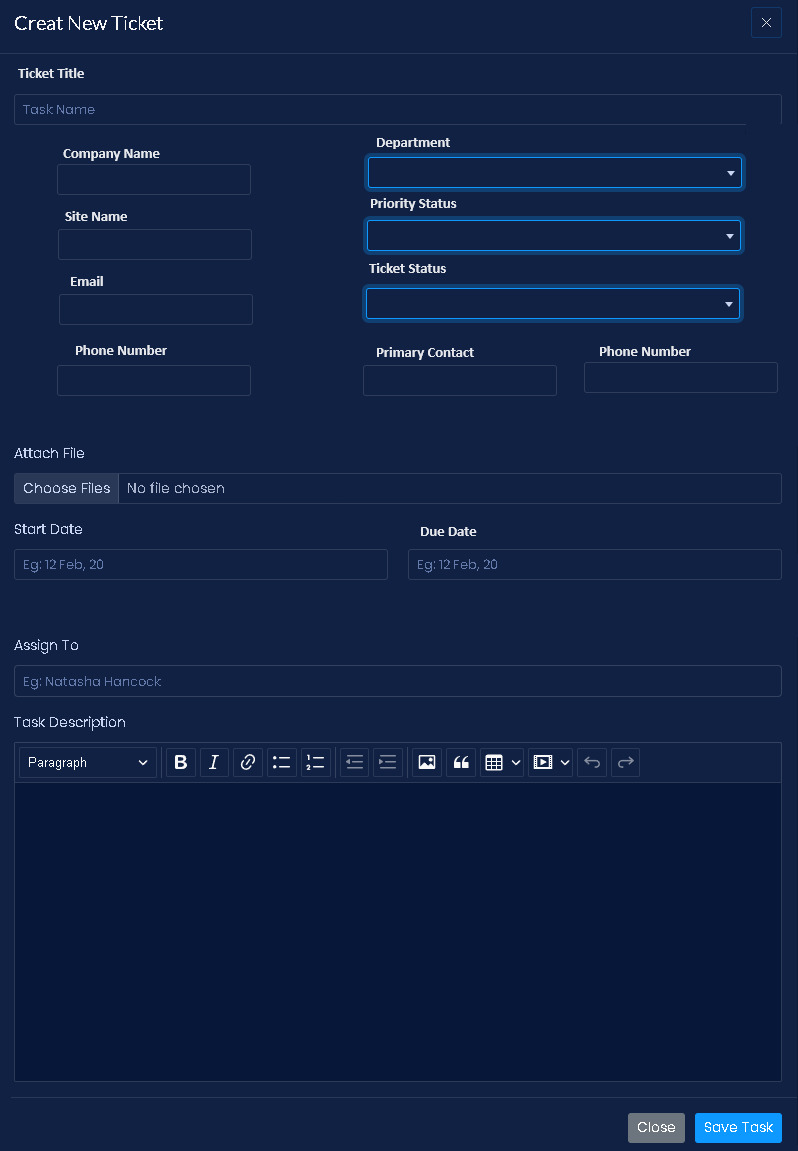 Creat New Ticket
Ticket Title
Task Name
Company Name
Department
Site Name
Priority Status
Email
Ticket Status
Phone Number
Primary Contact
Phone Number
Attach File
Choose Files No file chosen
Start Date
Due Date
Eg: 12 Feb, 20
Eg: 12 Feb, 20
Assign To
Eg: Natasha Hancock
Task Description
Paragraph B I
Close Save Task